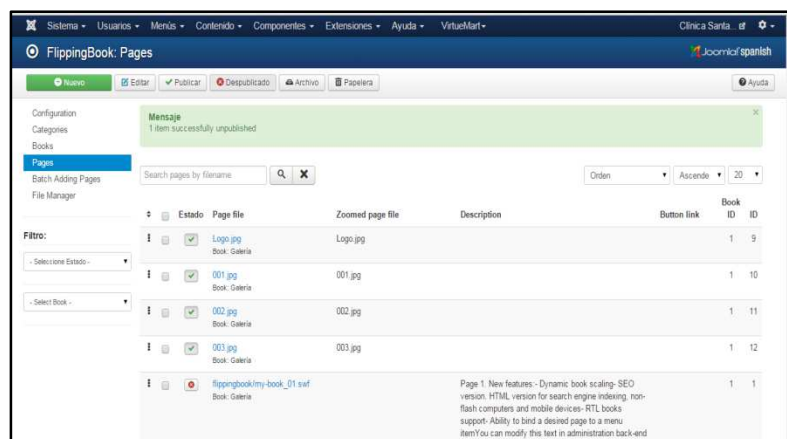 Sistema Usuarios Menús Contenido Componentes Extensiones Ayuda VirtueMart Clínica Santa...
FlippingBook: Pages Joomla! spanish
Nuevo Editar Publicar Despublicado Archivo Papelera Ayuda
Configuration
Categories
Books
Pages
Batch Adding Pages
File Manager
Filtro:
- Seleccione Estado -
- Select Book -
Mensaje
1 item successfully unpublished
Search pages by filename Orden Ascende 20
Estado Page file Zoomed page file Description Button link Book ID ID
Logo.jpg Logo.jpg 1 9
Book: Galería
001.jpg 001.jpg 1 10
Book: Galería
002.jpg 002.jpg 1 11
Book: Galería
003.jpg 003.jpg 1 12
Book: Galería
flippingbook/my-book_01.swf Page 1. New features:- Dynamic book scaling- SEO 1 1
Book: Galería version. HTML version for search engine indexing, non-
flash computers and mobile devices- RTL books
support- Ability to bind a desired page to a menu
itemYou can modify this text in administration back-end